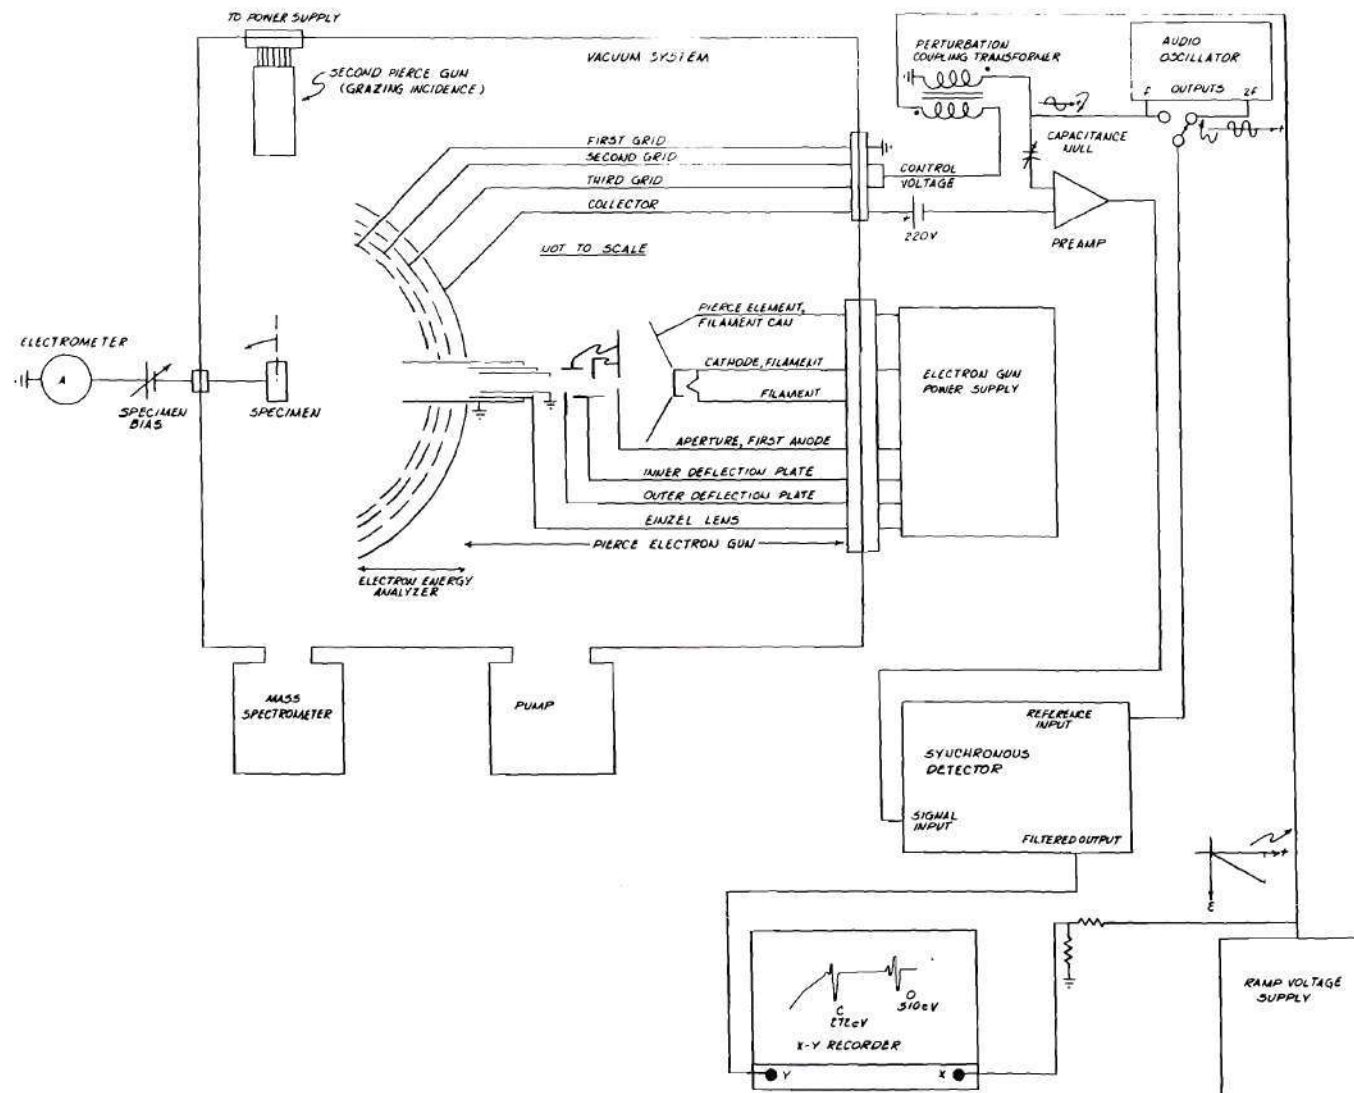 TO POWER SUPPLY
SECOND PIERCE GUN
(GRAZING INCIDENCE)
VACUUM SYSTEM
PERTURBATION
COUPLING TRANSFORMER
AUDIO
OSCILLATOR
F OUTPUTS 2F
CAPACITANCE
NULL
FIRST GRID
SECOND GRID
THIRD GRID
COLLECTOR
CONTROL
VOLTAGE
220V
PREAMP
NOT TO SCALE
PIERCE ELEMENT,
FILAMENT CAN
CATHODE, FILAMENT
FILAMENT
APERTURE, FIRST ANODE
INNER DEFLECTION PLATE
OUTER DEFLECTION PLATE
EINZEL LENS
PIERCE ELECTRON GUN
ELECTRON GUN
POWER SUPPLY
ELECTROMETER
A
SPECIMEN
BIAS
SPECIMEN
ELECTRON ENERGY
ANALYZER
MASS
SPECTROMETER
PUMP
REFERENCE
INPUT
SYNCHRONOUS
DETECTOR
SIGNAL
INPUT
FILTERED OUTPUT
E
C
272eV
O
510eV
X-Y RECORDER
Y
X
RAMP VOLTAGE
SUPPLY